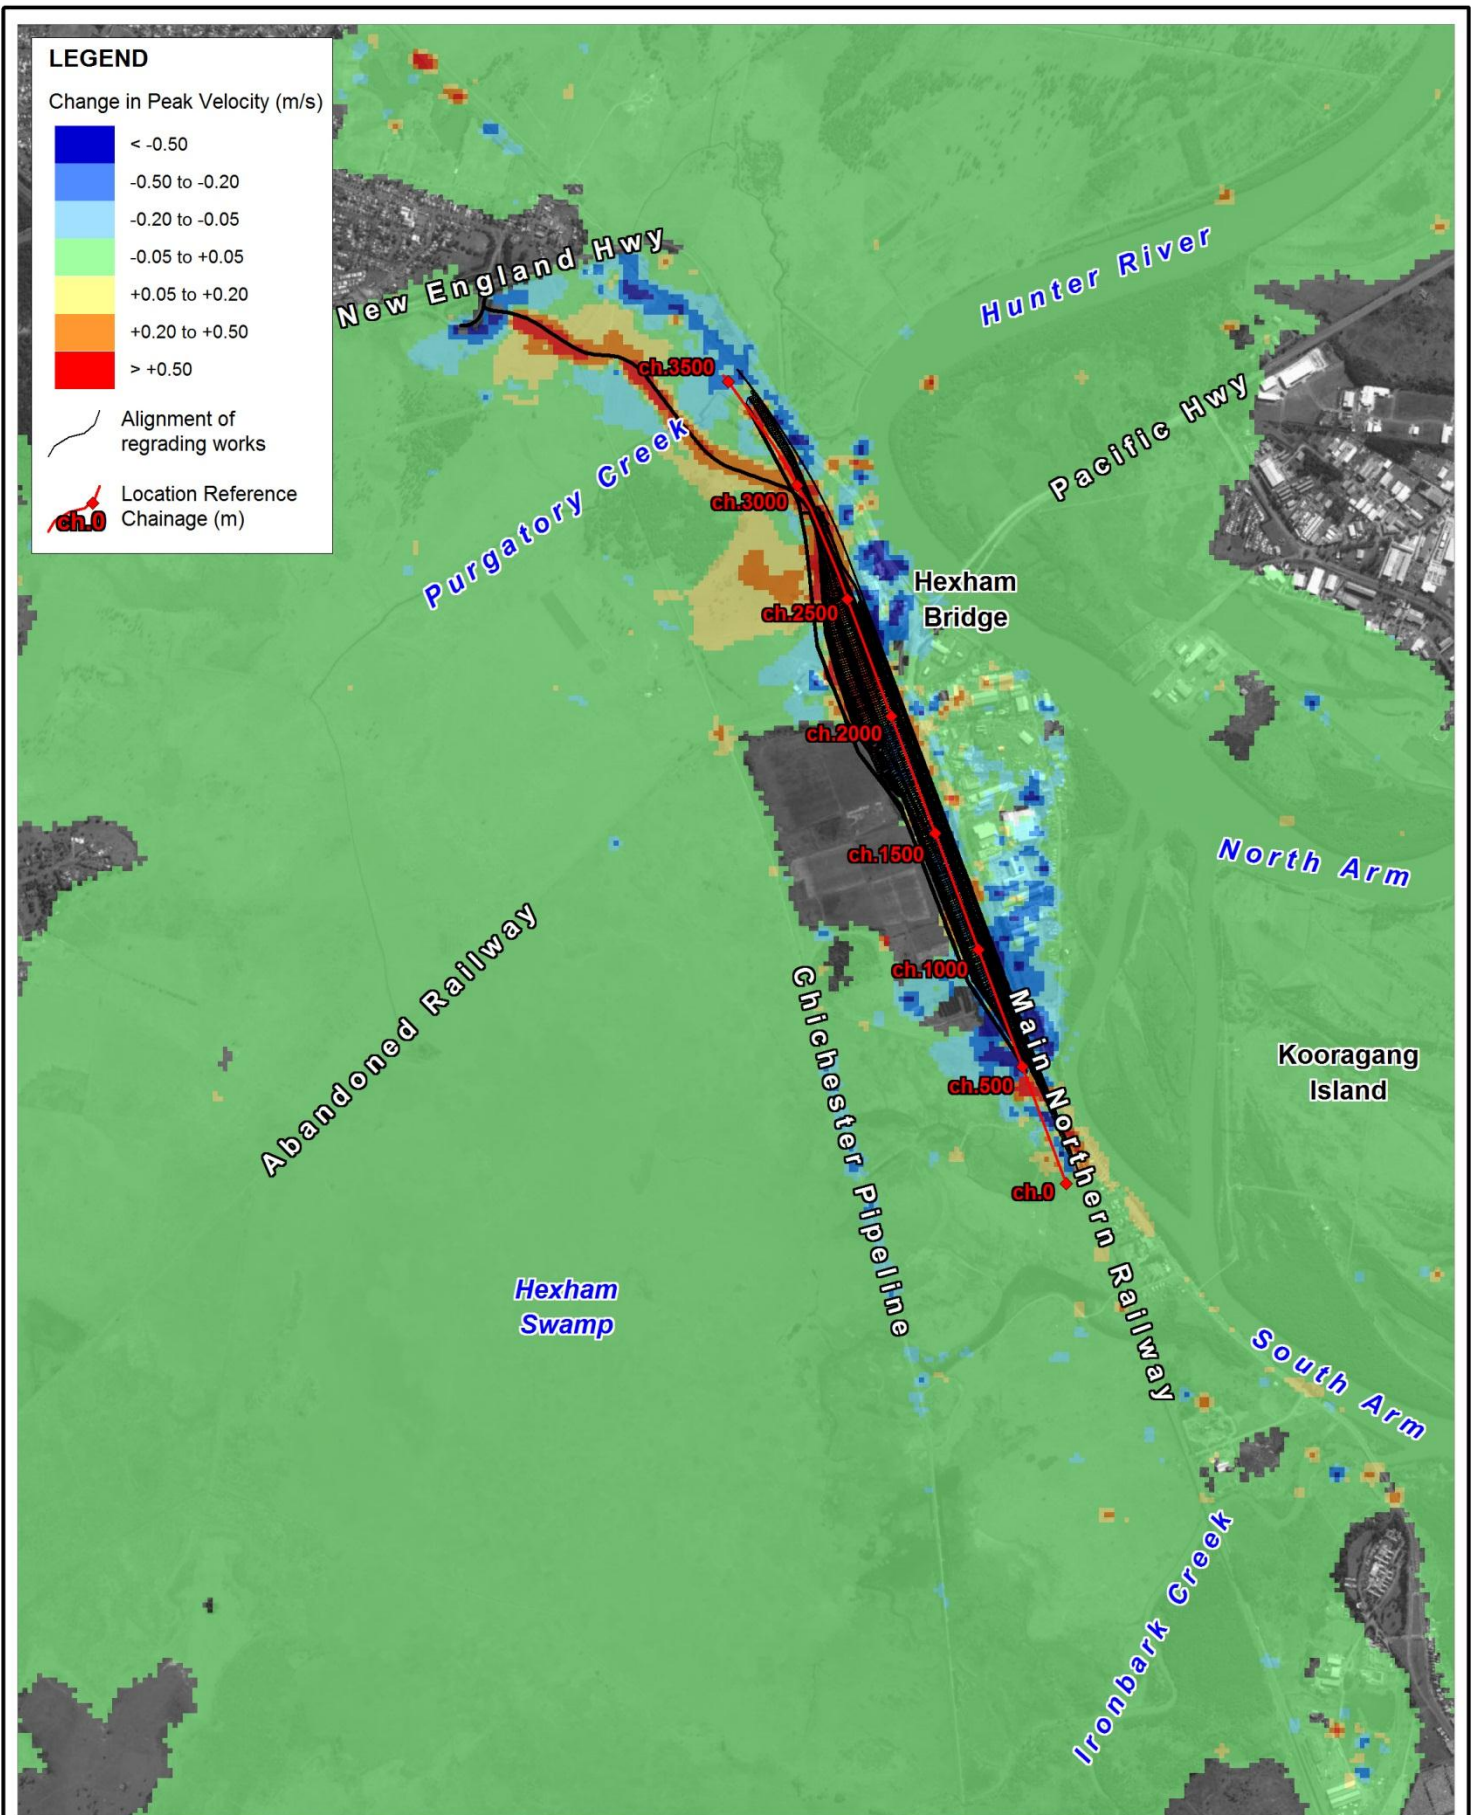 LEGEND
Change in Peak Velocity (m/s)
< -0.50
-0.50 to -0.20
-0.20 to -0.05
-0.05 to +0.05
+0.05 to +0.20
+0.20 to +0.50
> +0.50
Alignment of
regrading works
Location Reference
Chainage (m)
ch.0
New England Hwy
Hunter River
ch.3500
Pacific Hwy
Purgatory Creek
ch.3000
Hexham
Bridge
ch.2500
ch.2000
North Arm
ch.1500
Abandoned Railway
ch.1000
Chichester Pipeline
Main Northern Railway
Kooragang
Island
ch.500
ch.0
Hexham
Swamp
South Arm
Ironbark Creek